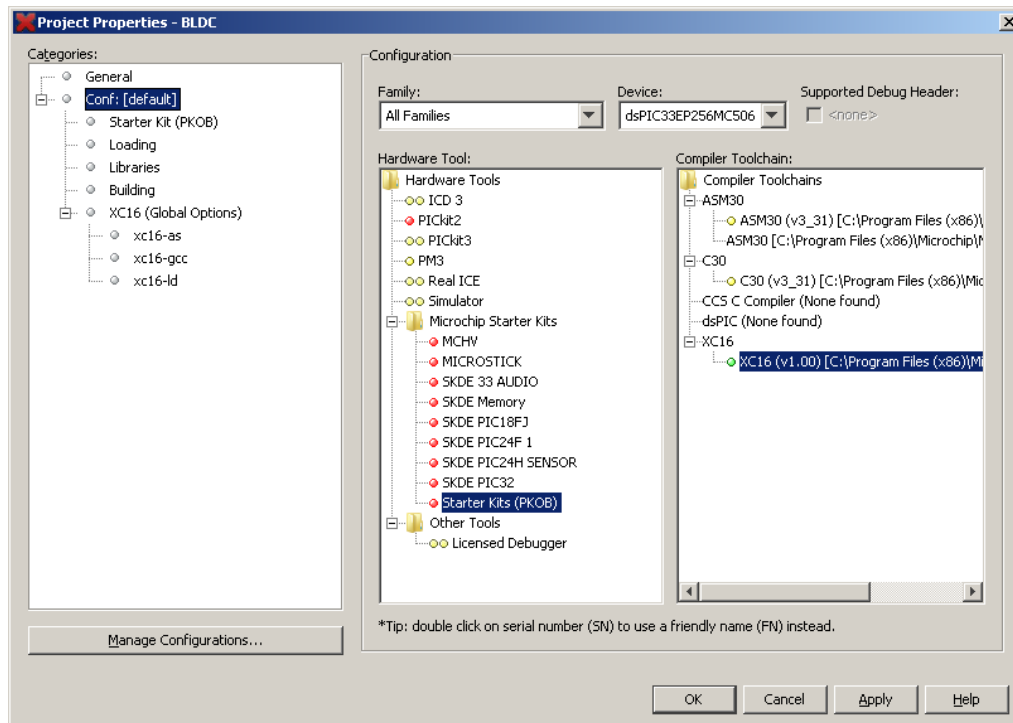 Project Properties - BLDC
Categories:
General
Conf: [default]
Starter Kit (PKOB)
Loading
Libraries
Building
XC16 (Global Options)
xc16-as
xc16-gcc
xc16-ld
Manage Configurations...
Configuration
Family:
All Families
Device:
dsPIC33EP256MC506
Supported Debug Header:
<none>
Hardware Tool:
Hardware Tools
ICD 3
PICkit2
PICkit3
PM3
Real ICE
Simulator
Microchip Starter Kits
MCHV
MICROSTICK
SKDE 33 AUDIO
SKDE Memory
SKDE PIC18FJ
SKDE PIC24F 1
SKDE PIC24H SENSOR
SKDE PIC32
Starter Kits (PKOB)
Other Tools
Licensed Debugger
Compiler Toolchain:
Compiler Toolchains
ASM30
ASM30 (v3_31) [C:\Program Files (x86)\
ASM30 [C:\Program Files (x86)\Microchip\M
C30
C30 (v3_31) [C:\Program Files (x86)\Mic
CCS C Compiler (None found)
dsPIC (None found)
XC16
XC16 (v1.00) [C:\Program Files (x86)\Mi
*Tip: double click on serial number (SN) to use a friendly name (FN) instead.
OK
Cancel
Apply
Help